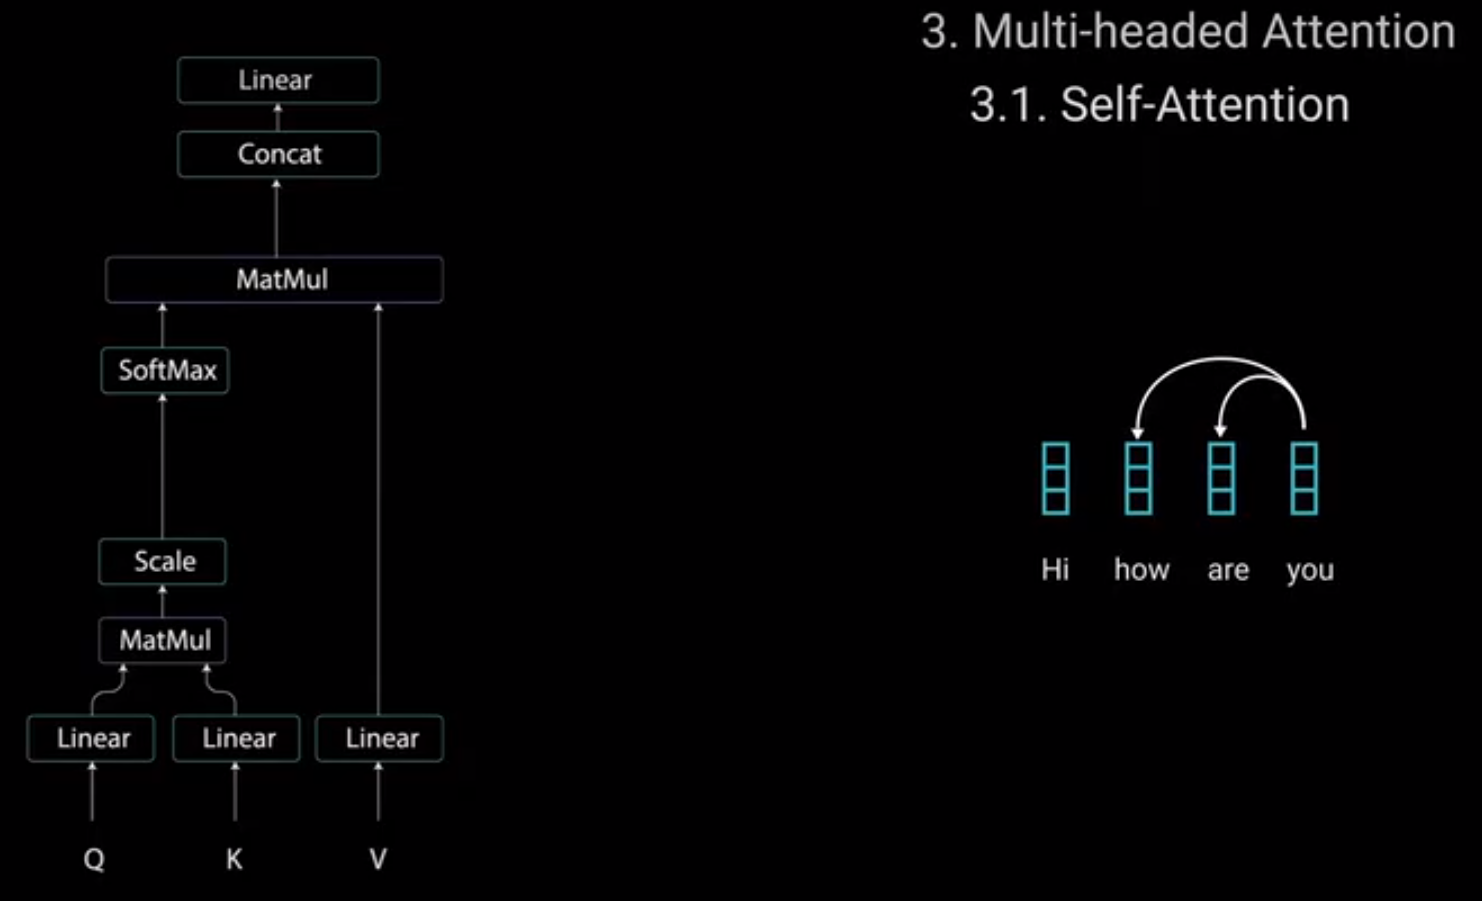 3. Multi-headed Attention
3.1. Self-Attention
Linear
Concat
MatMul
SoftMax
Scale
MatMul
Linear Linear Linear
Q K V
Hi how are you